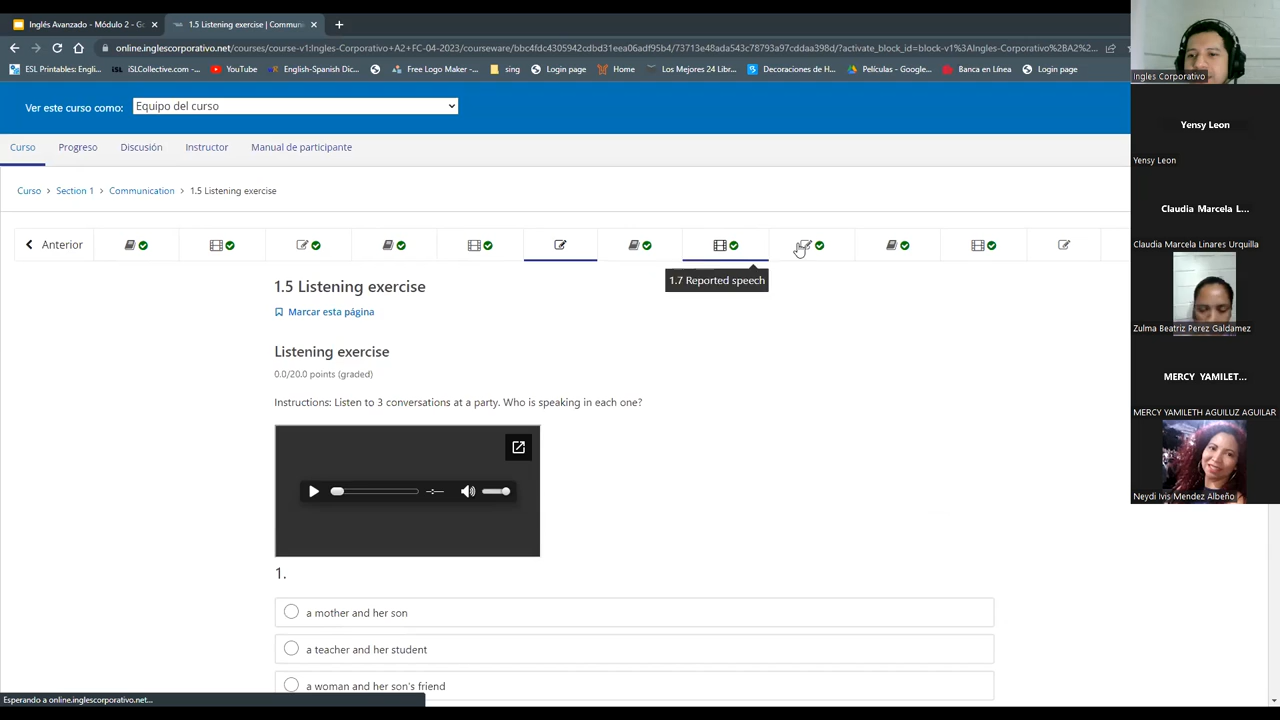 Inglés Avanzado - Módulo 2 - Go
1.5 Listening exercise | Commun
online.inglescorporativo.net/courses/course-v1:Ingles-Corporativo+A2+FC-04-2023/courseware/bbc4fdc4305942cdbd31eea06adf95b4/73713e48ada543c78793a97cddaa398d/?activate_block_id=block-v1%3AIngles-Corporativo%2BA2%...
ESL Printables: Engli...
iSLCollective.com - ...
YouTube
English-Spanish Dic...
Free Logo Maker -...
sing
Login page
Home
Los Mejores 24 Libr...
Decoraciones de H...
Películas - Google...
Banca en Línea
Login page
Ver este curso como:
Equipo del curso
Curso
Progreso
Discusión
Instructor
Manual de participante
Curso > Section 1 > Communication > 1.5 Listening exercise
Anterior
1.7 Reported speech
1.5 Listening exercise
Marcar esta página
Listening exercise
0.0/20.0 points (graded)
Instructions: Listen to 3 conversations at a party. Who is speaking in each one?
1.
a mother and her son
a teacher and her student
a woman and her son's friend
Esperando a online.inglescorporativo.net...
Ingles Corporativo
Yensy Leon
Yensy Leon
Claudia Marcela L...
Claudia Marcela Linares Urquilla
Zulma Beatriz Perez Galdamez
MERCY YAMILET...
MERCY YAMILETH AGUILUZ AGUILAR
Neydi Ivis Mendez Albeño